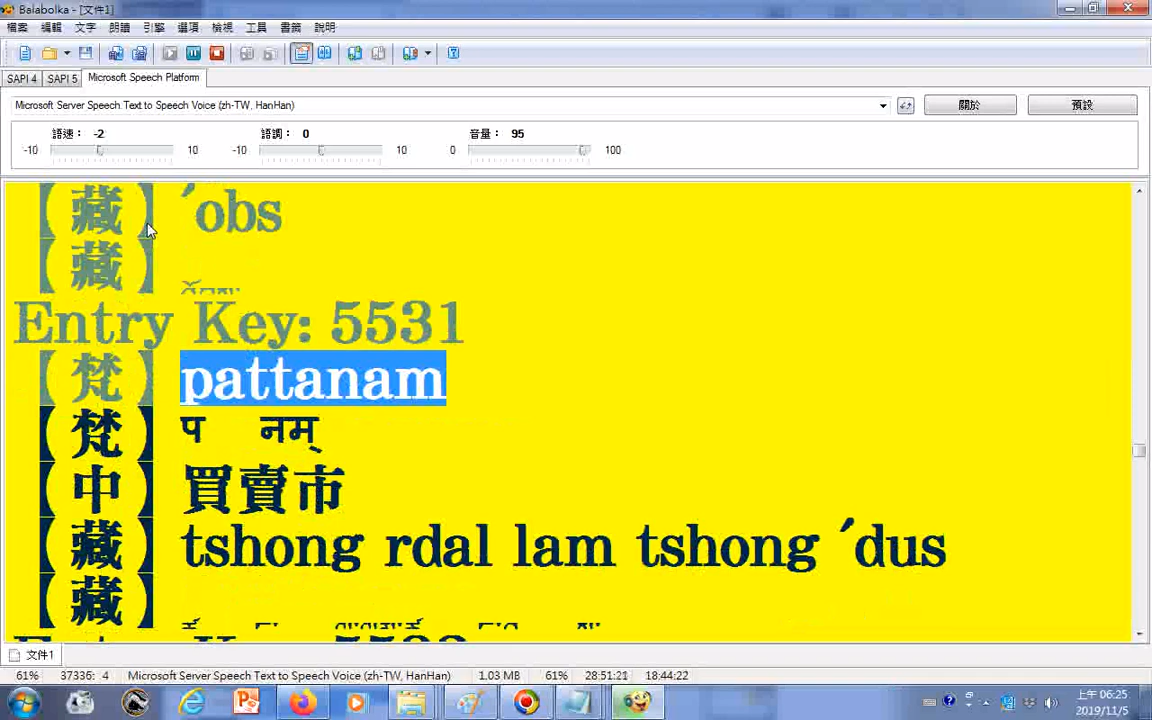 Balabolka - [文件1]
檔案 編輯 文字 朗讀 引擎 選項 檢視 工具 書籤 說明
SAPI 4 SAPI 5 Microsoft Speech Platform
Microsoft Server Speech Text to Speech Voice (zh-TW, HanHan) 關於 預設
語速： -2 語調： 0 音量： 95
-10 10 -10 10 0 100
【藏】 'obs
【藏】
Entry Key: 5531
【梵】 pattanam
【梵】 प नम्
【中】 買賣市
【藏】 tshong rdal lam tshong 'dus
【藏】
文件1
61% 37336: 4 Microsoft Server Speech Text to Speech Voice (zh-TW, HanHan) 1.03 MB 61% 28:51:21 18:44:22
上午 06:25
2019/11/5